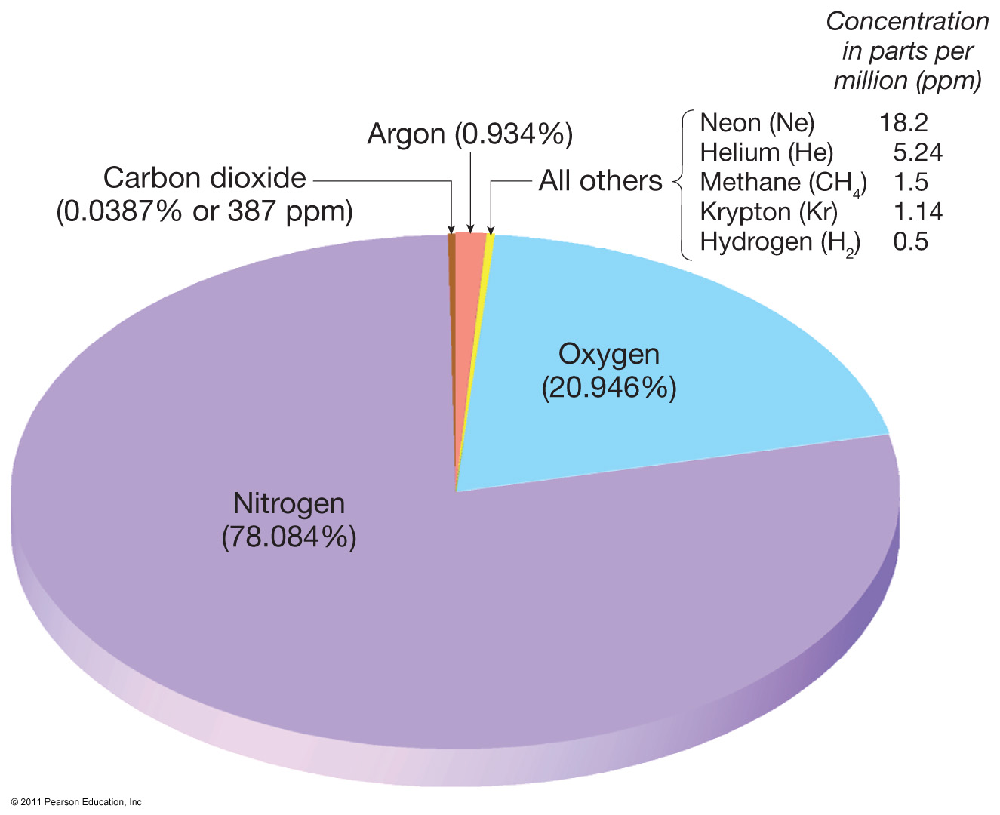 Concentration
in parts per
million (ppm)
Argon (0.934%)
Carbon dioxide
(0.0387% or 387 ppm)
All others
Neon (Ne) 18.2
Helium (He) 5.24
Methane (CH₄) 1.5
Krypton (Kr) 1.14
Hydrogen (H₂) 0.5
Oxygen
(20.946%)
Nitrogen
(78.084%)
© 2011 Pearson Education, Inc.